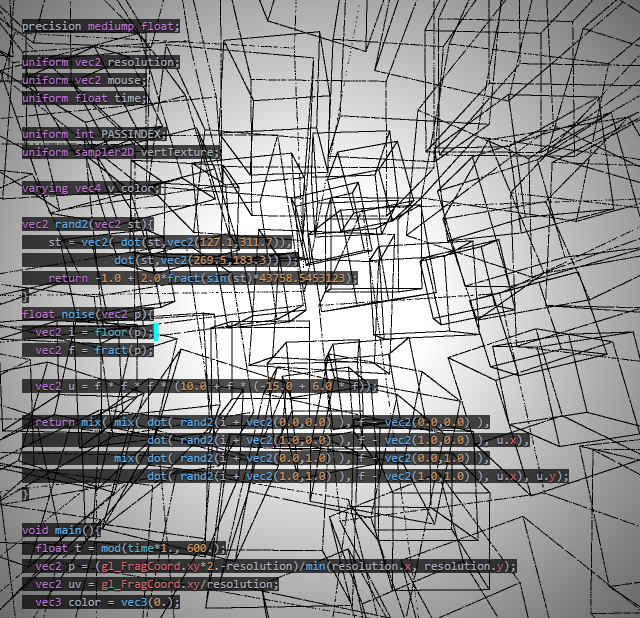 precision mediump float;
uniform vec2 resolution;
uniform vec2 mouse;
uniform float time;
uniform int PASSINDEX;
uniform sampler2D vertTexture;
varying vec4 v_color;
vec2 rand2(vec2 st){
st = vec2( dot(st,vec2(127.1,311.7)),
dot(st,vec2(269.5,183.3)) );
return -1.0 + 2.0*fract(sin(st)*43758.5453123);
}
float noise(vec2 p){
vec2 i = floor(p);
vec2 f = fract(p);
vec2 u = f * f * f * (10.0 + f * (-15.0 + 6.0 * f));
return mix( mix( dot( rand2(i + vec2(0.0,0.0) ), f - vec2(0.0,0.0) ),
dot( rand2(i + vec2(1.0,0.0) ), f - vec2(1.0,0.0) ), u.x),
mix( dot( rand2(i + vec2(0.0,1.0) ), f - vec2(0.0,1.0) ),
dot( rand2(i + vec2(1.0,1.0) ), f - vec2(1.0,1.0) ), u.x), u.y);
}
void main(){
float t = mod(time*1., 600.);
vec2 p = (gl_FragCoord.xy*2.-resolution)/min(resolution.x, resolution.y);
vec2 uv = gl_FragCoord.xy/resolution;
vec3 color = vec3(0.);